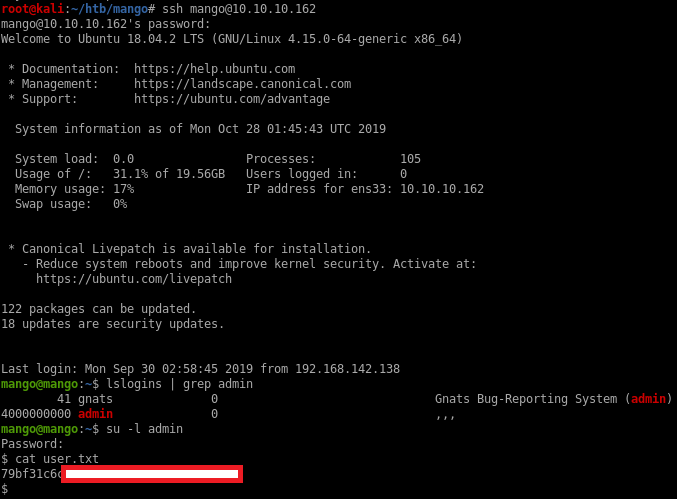 root@kali:~/htb/mango# ssh mango@10.10.10.162
mango@10.10.10.162's password:
Welcome to Ubuntu 18.04.2 LTS (GNU/Linux 4.15.0-64-generic x86_64)

 * Documentation:  https://help.ubuntu.com
 * Management:     https://landscape.canonical.com
 * Support:        https://ubuntu.com/advantage

  System information as of Mon Oct 28 01:45:43 UTC 2019

  System load:  0.0                Processes:            105
  Usage of /:   31.1% of 19.56GB   Users logged in:      0
  Memory usage: 17%                IP address for ens33: 10.10.10.162
  Swap usage:   0%

 * Canonical Livepatch is available for installation.
   - Reduce system reboots and improve kernel security. Activate at:
     https://ubuntu.com/livepatch

122 packages can be updated.
18 updates are security updates.

Last login: Mon Sep 30 02:58:45 2019 from 192.168.142.138
mango@mango:~$ lslogins | grep admin
        41 gnats              0                               Gnats Bug-Reporting System (admin)
4000000000 admin              0                               ,,,
mango@mango:~$ su -l admin
Password:
$ cat user.txt
79bf31c6c
$